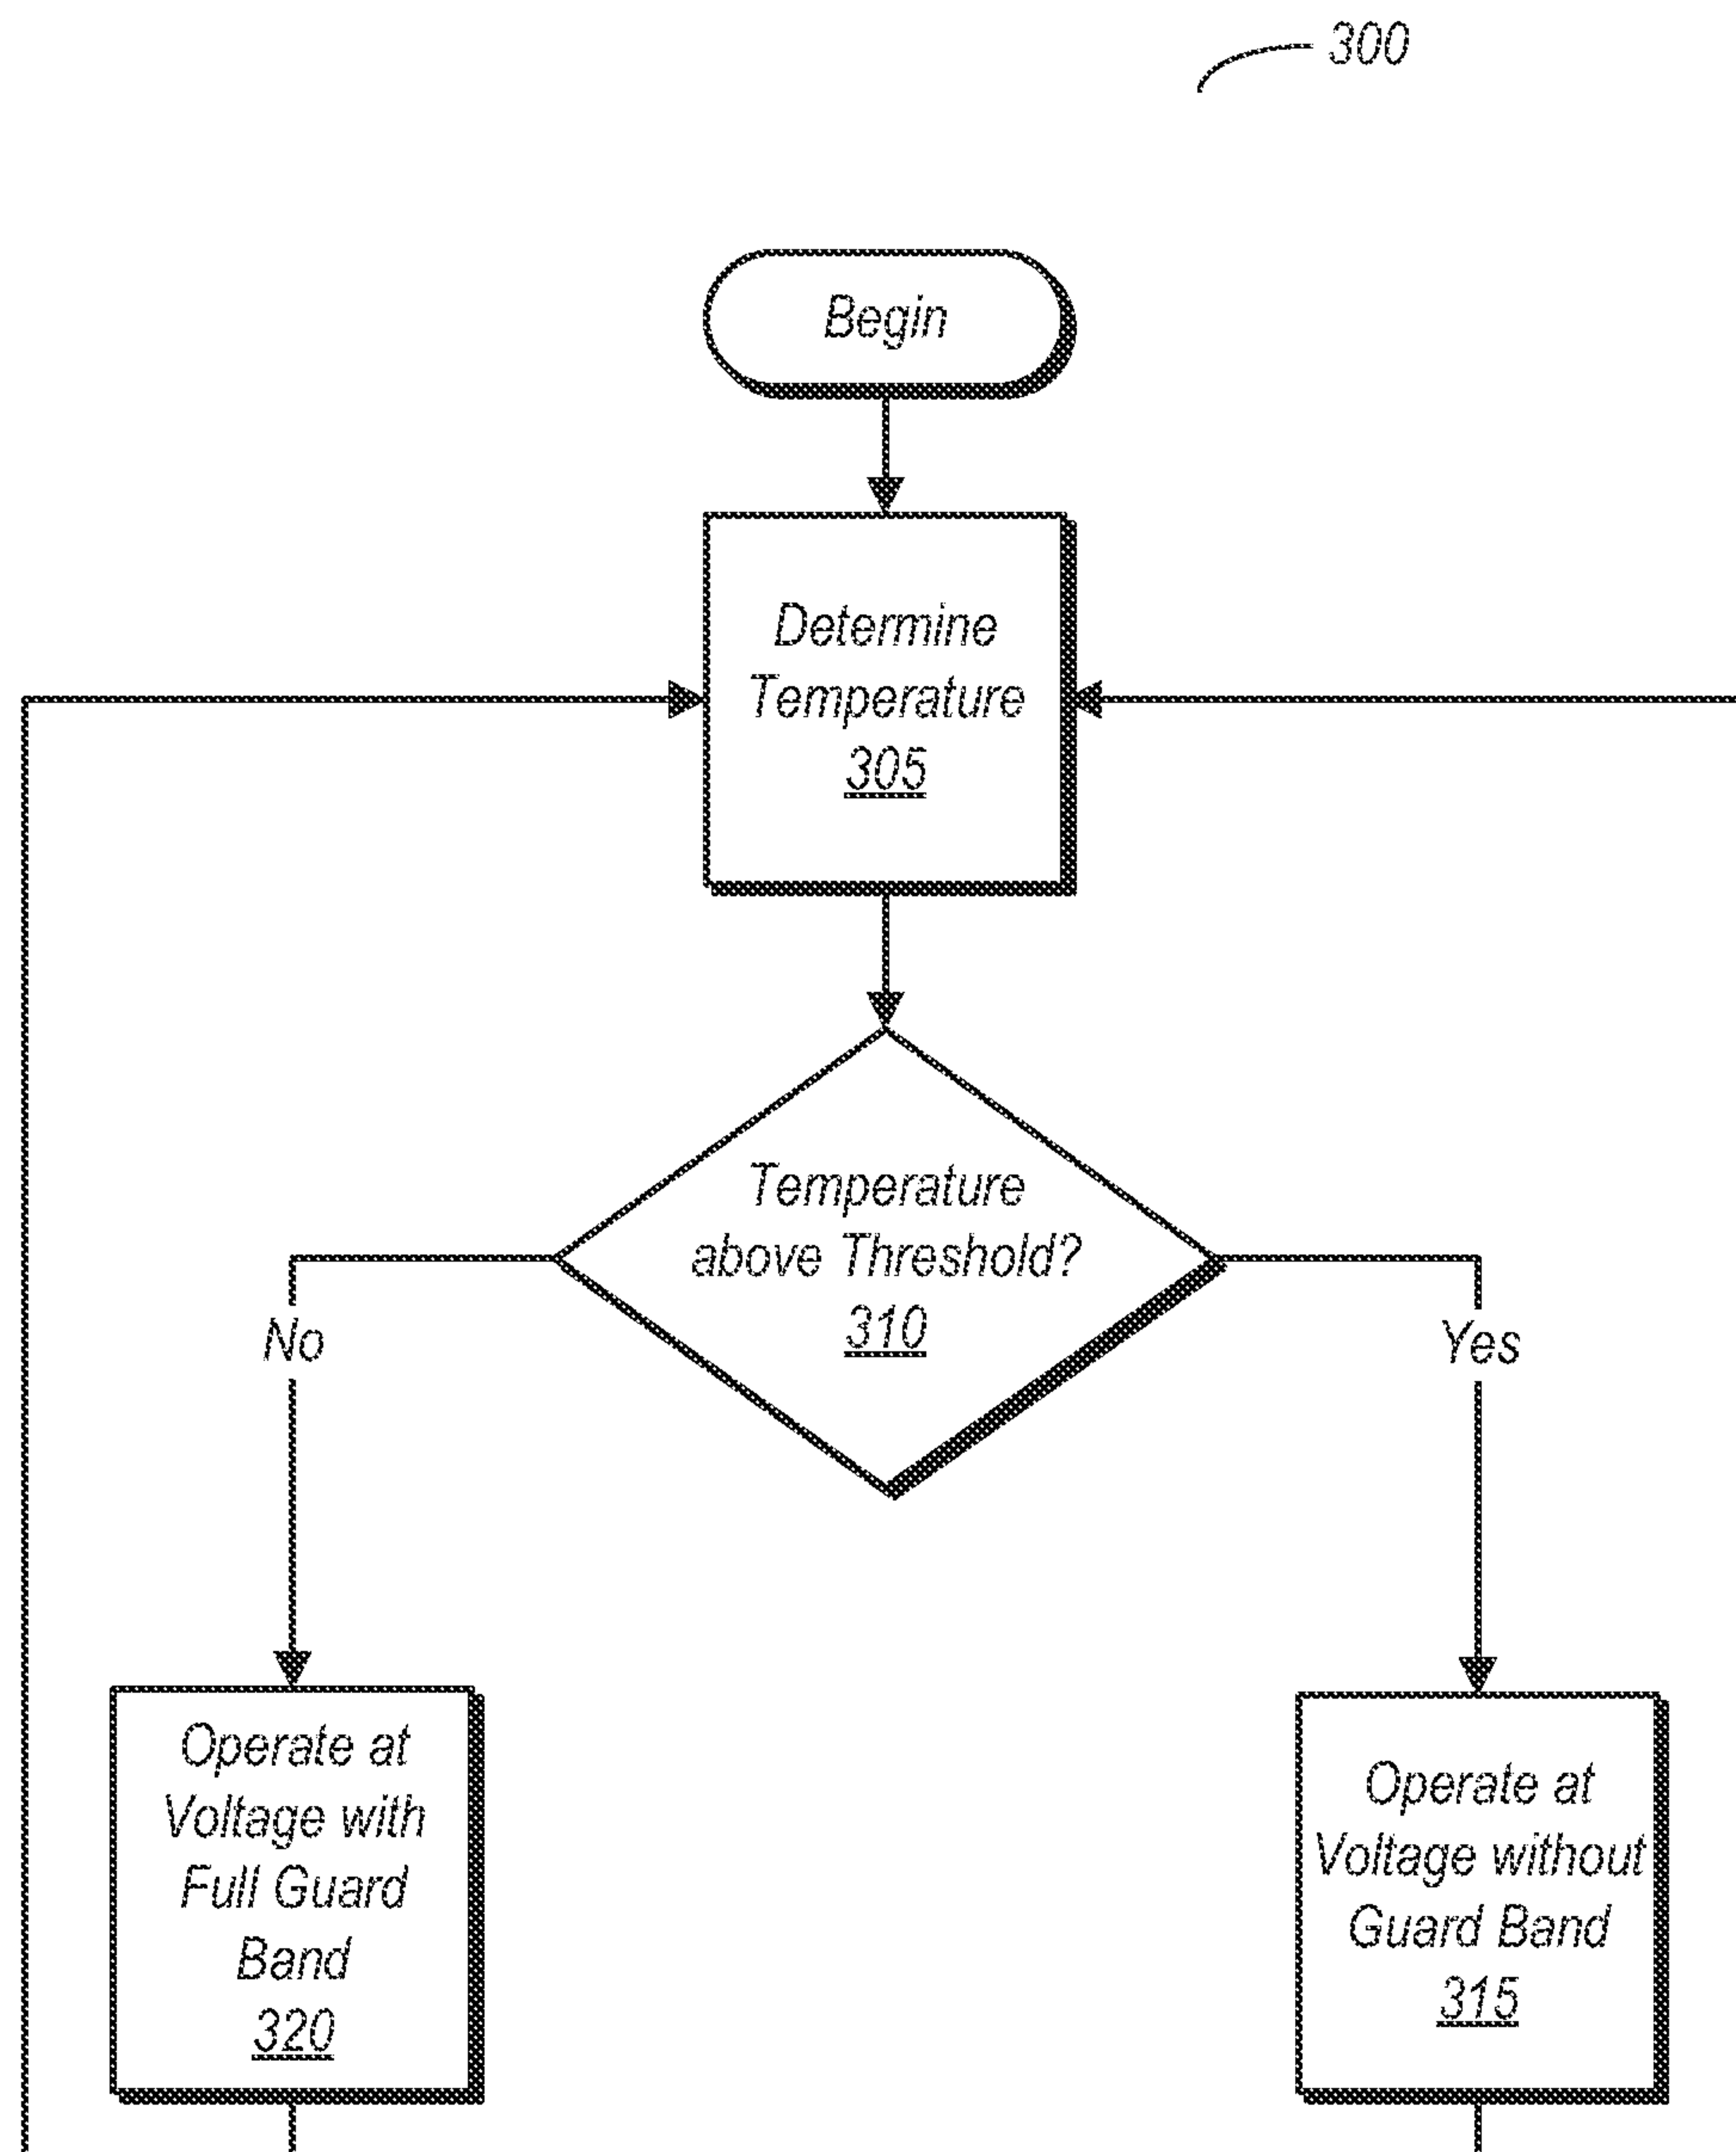 300
Begin
Determine
Temperature
305
Temperature
above Threshold?
310
No
Yes
Operate at
Voltage with
Full Guard
Band
320
Operate at
Voltage without
Guard Band
315